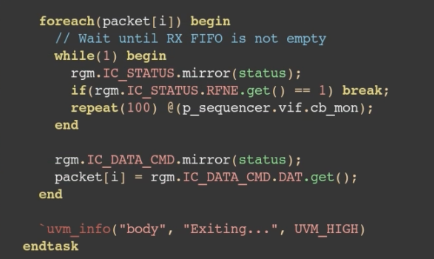 foreach(packet[i]) begin
// Wait until RX FIFO is not empty
while(1) begin
rgm.IC_STATUS.mirror(status);
if(rgm.IC_STATUS.RFNE.get() == 1) break;
repeat(100) @(p_sequencer.vif.cb_mon);
end
rgm.IC_DATA_CMD.mirror(status);
packet[i] = rgm.IC_DATA_CMD.DAT.get();
end
`uvm_info("body", "Exiting...", UVM_HIGH)
endtask